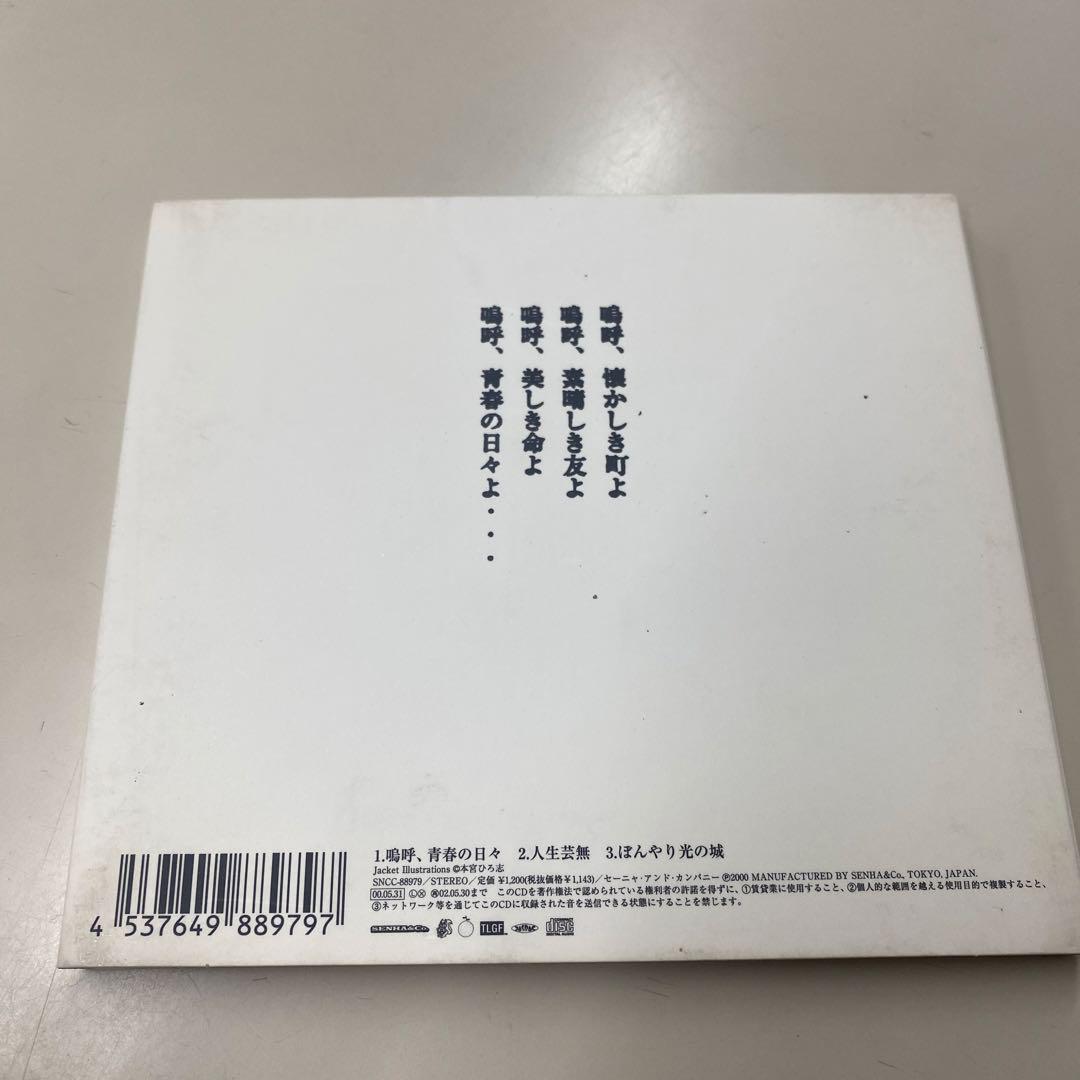 嗚呼、懐かしき町よ
嗚呼、素晴しき友よ
嗚呼、美しき命よ
嗚呼、青春の日々よ・・・
1.嗚呼、青春の日々 2.人生芸無 3.ぼんやり光の城
Jacket Illustrations ©本宮ひろ志
SNCC-88979/STEREO/定価¥1,200(税抜価格¥1,143)/セーニャ・アンド・カンパニー ℗2000 MANUFACTURED BY SENHA&Co., TOKYO, JAPAN.
00.05.31 Ⓛⓧ ㋹02.05.30まで このCDを著作権法で認められている権利者の許諾を得ずに、①賃貸業に使用すること、②個人的な範囲を越える使用目的で複製すること、
③ネットワーク等を通じてこのCDに収録された音を送信できる状態にすることを禁じます。
4 537649 889797
SENHA&Co. TLGF COMPACT disc DIGITAL AUDIO